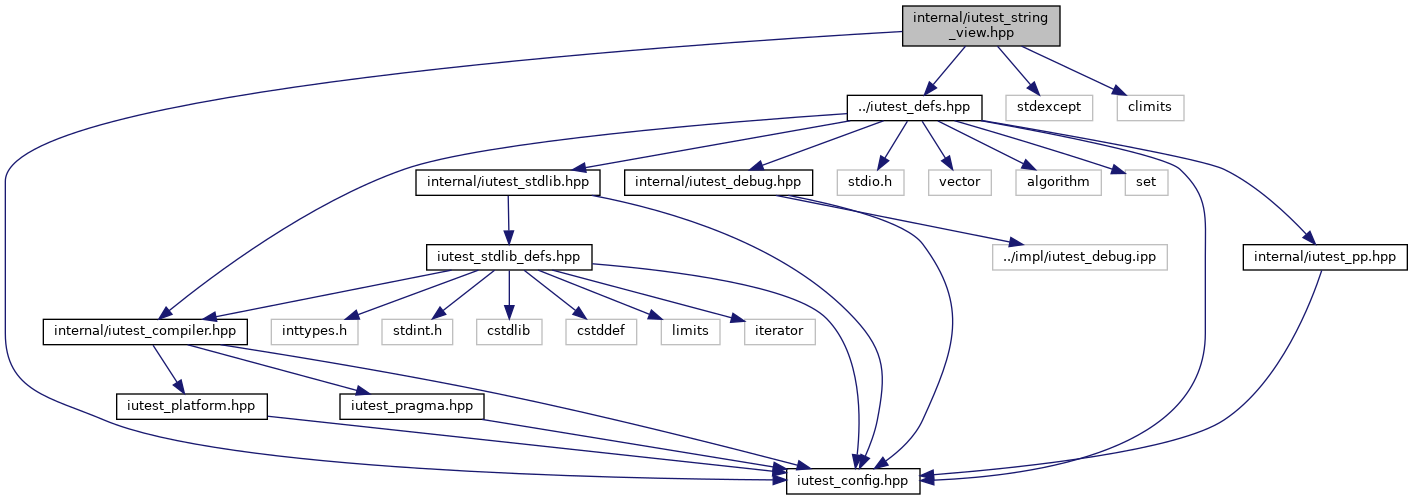 internal/iutest_string
_view.hpp
../iutest_defs.hpp
stdexcept
climits
internal/iutest_stdlib.hpp
internal/iutest_debug.hpp
stdio.h
vector
algorithm
set
iutest_stdlib_defs.hpp
../impl/iutest_debug.ipp
internal/iutest_pp.hpp
internal/iutest_compiler.hpp
inttypes.h
stdint.h
cstdlib
cstddef
limits
iterator
iutest_platform.hpp
iutest_pragma.hpp
iutest_config.hpp